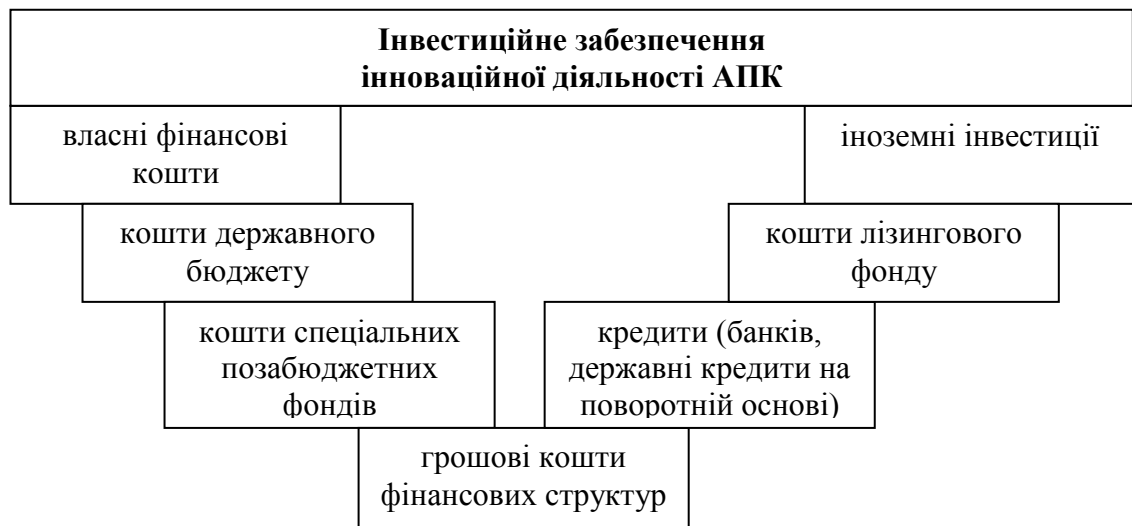 Інвестиційне забезпечення
інноваційної діяльності АПК
власні фінансові
кошти
іноземні інвестиції
кошти державного
бюджету
кошти лізингового
фонду
кошти спеціальних
позабюджетних
фондів
кредити (банків,
державні кредити на
поворотній основі)
грошові кошти
фінансових структур